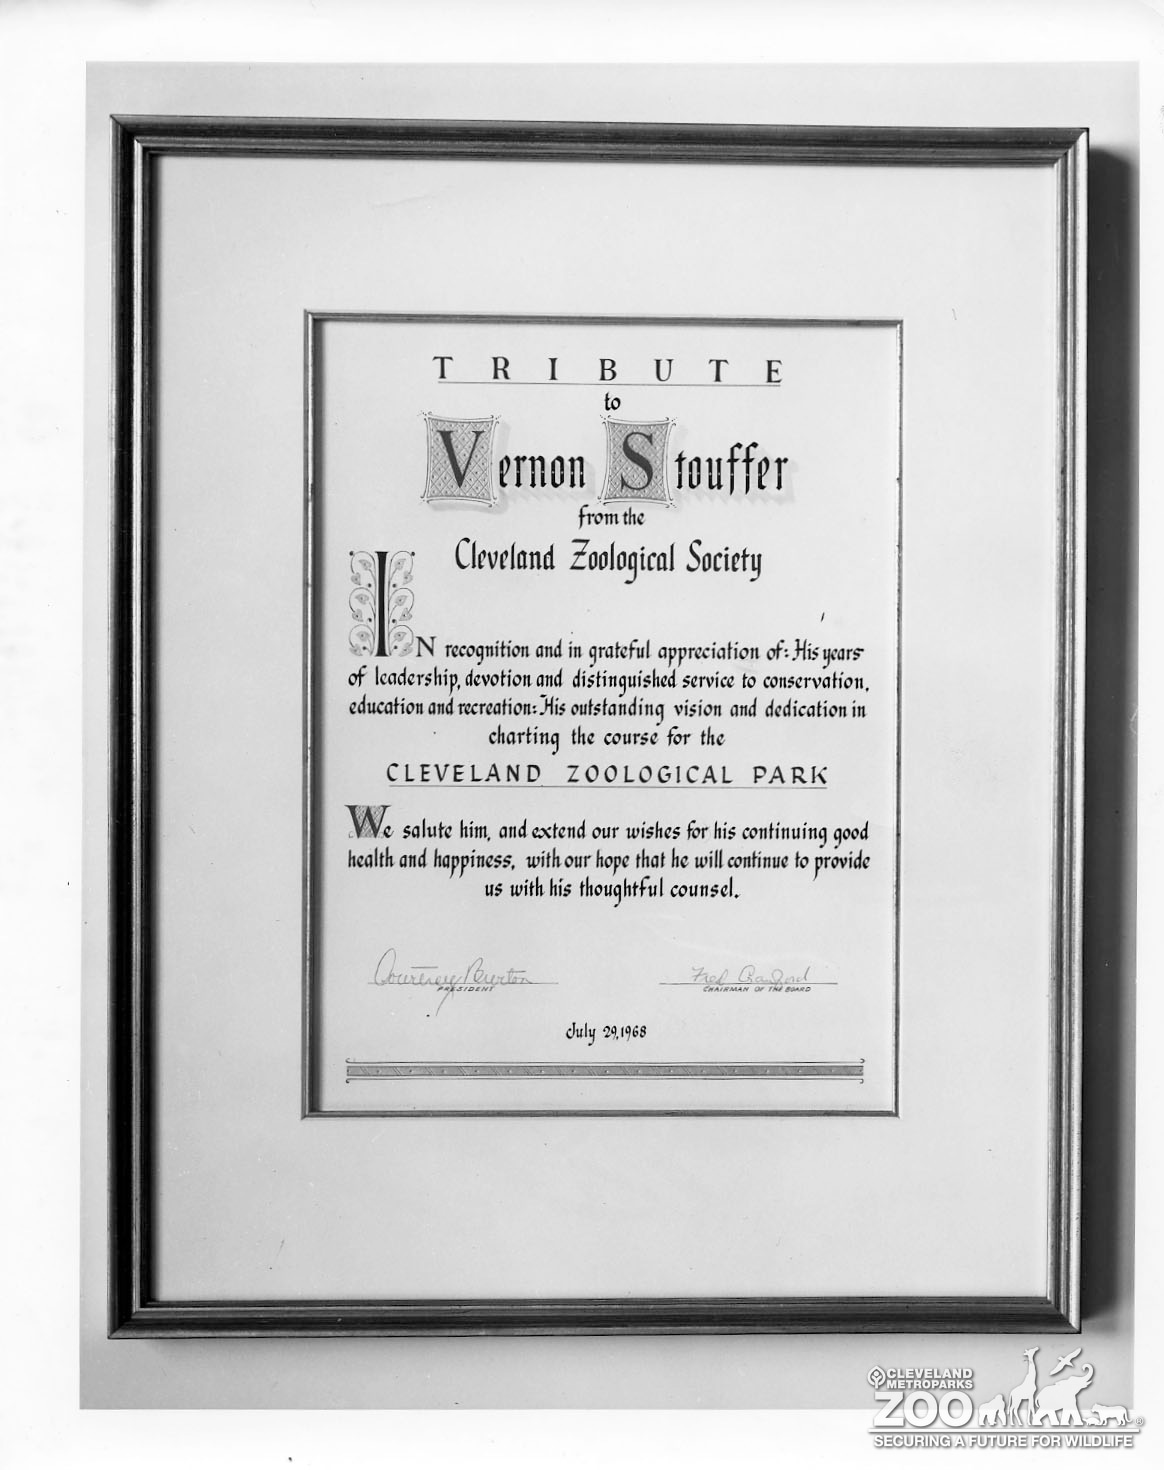 TRIBUTE
to
Vernon Stouffer
from the
Cleveland Zoological Society
IN recognition and in grateful appreciation of: His years
of leadership, devotion and distinguished service to conservation,
education and recreation: His outstanding vision and dedication in
charting the course for the
CLEVELAND ZOOLOGICAL PARK
We salute him, and extend our wishes for his continuing good
health and happiness, with our hope that he will continue to provide
us with his thoughtful counsel.
Courtney Burton Fred Crawford
PRESIDENT CHAIRMAN OF THE BOARD
July 29, 1968
CLEVELAND
METROPARKS
ZOO
SECURING A FUTURE FOR WILDLIFE